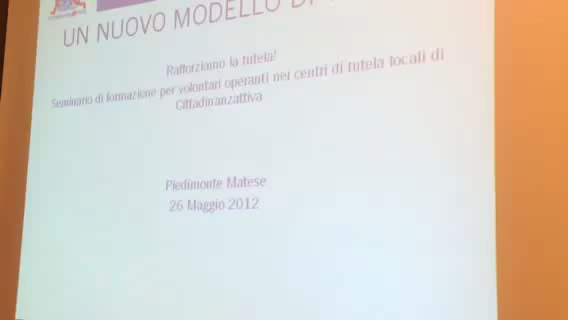 UN NUOVO MODELLO DI
Rafforziamo la tutela!
Seminario di formazione per volontari operanti nei centri di tutela locali di
Cittadinanzattiva
Piedimonte Matese
26 Maggio 2012